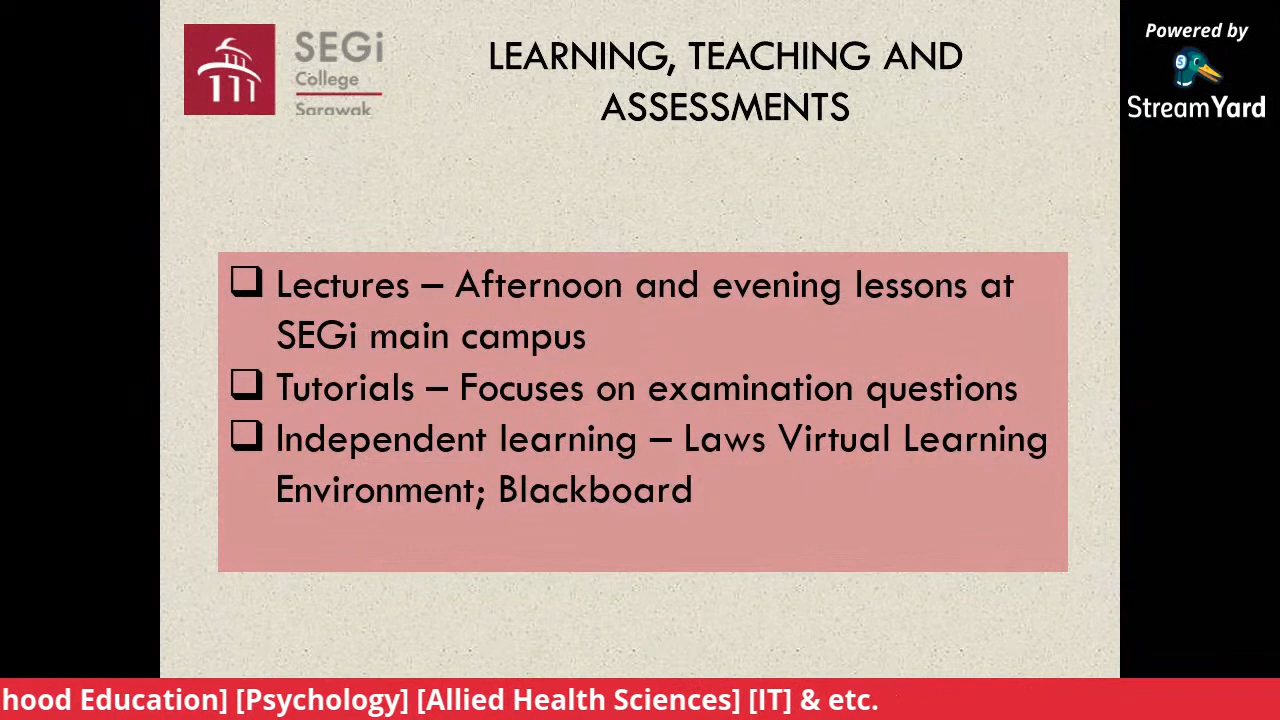 SEGi
College
Sarawak
LEARNING, TEACHING AND
ASSESSMENTS
Powered by
StreamYard
❑ Lectures – Afternoon and evening lessons at
SEGi main campus
❑ Tutorials – Focuses on examination questions
❑ Independent learning – Laws Virtual Learning
Environment; Blackboard
hood Education] [Psychology] [Allied Health Sciences] [IT] & etc.